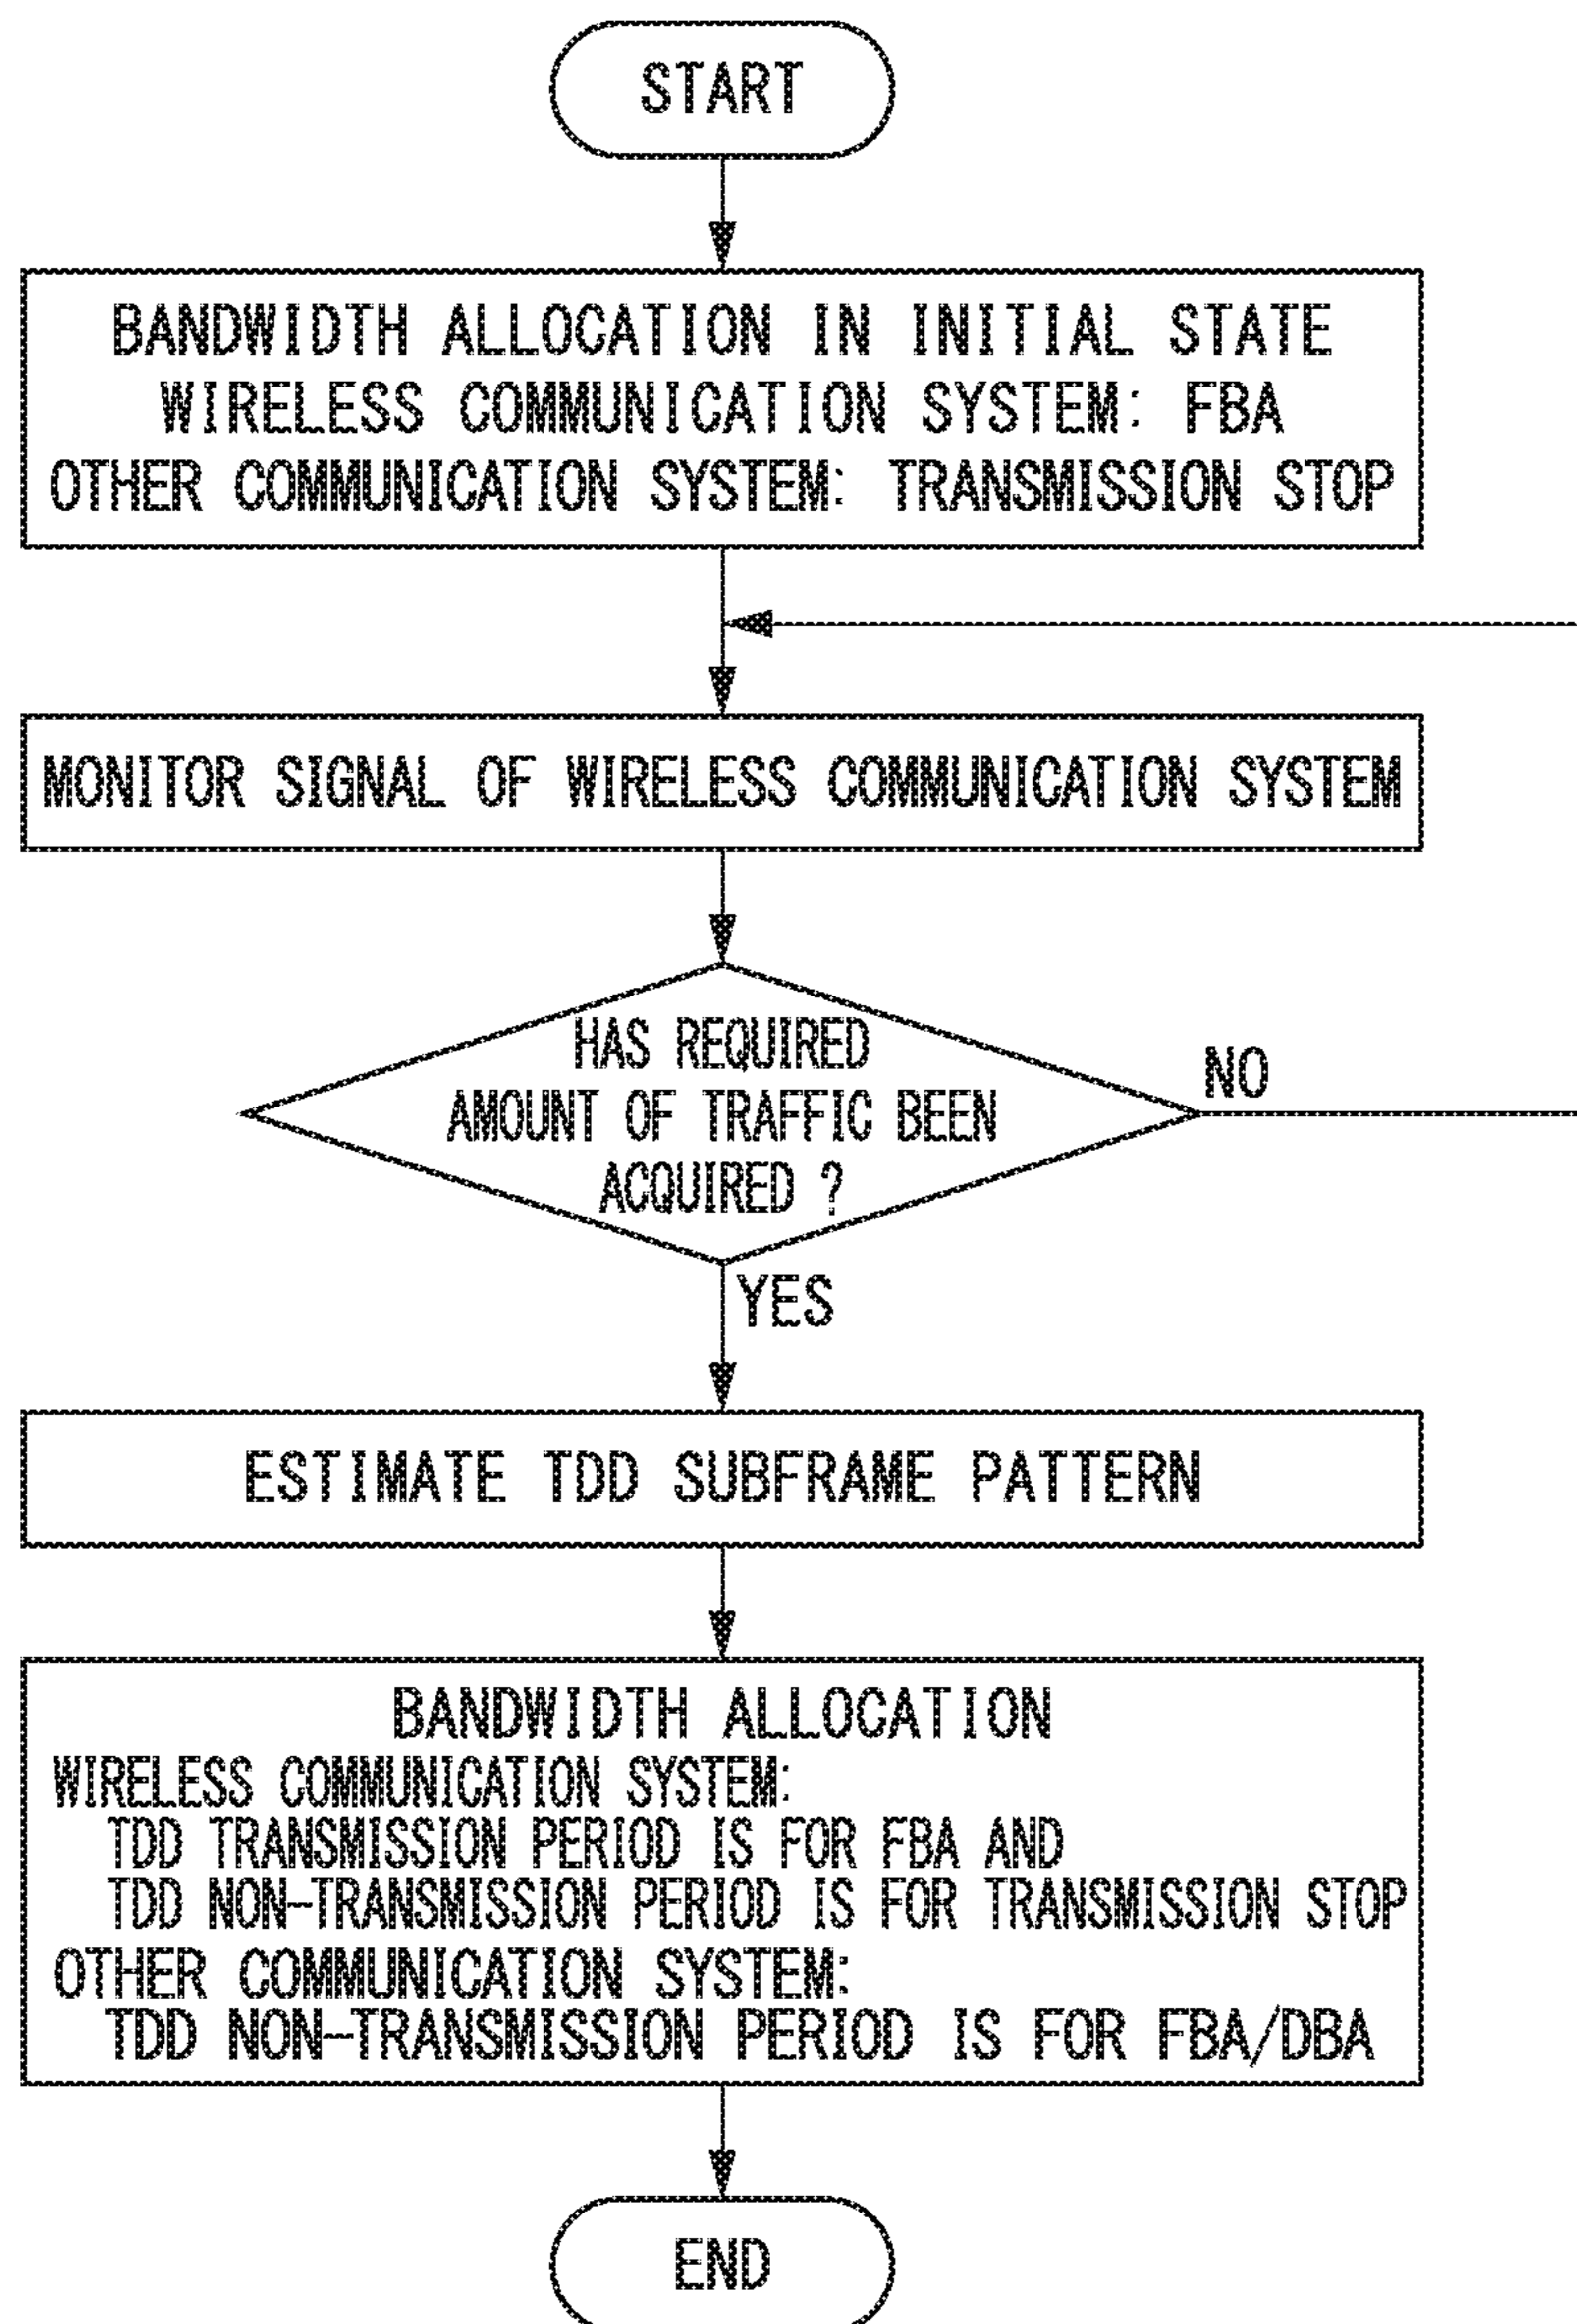 START
BANDWIDTH ALLOCATION IN INITIAL STATE
WIRELESS COMMUNICATION SYSTEM: FBA
OTHER COMMUNICATION SYSTEM: TRANSMISSION STOP
MONITOR SIGNAL OF WIRELESS COMMUNICATION SYSTEM
HAS REQUIRED
AMOUNT OF TRAFFIC BEEN
ACQUIRED ?
NO
YES
ESTIMATE TDD SUBFRAME PATTERN
BANDWIDTH ALLOCATION
WIRELESS COMMUNICATION SYSTEM:
TDD TRANSMISSION PERIOD IS FOR FBA AND
TDD NON-TRANSMISSION PERIOD IS FOR TRANSMISSION STOP
OTHER COMMUNICATION SYSTEM:
TDD NON-TRANSMISSION PERIOD IS FOR FBA/DBA
END